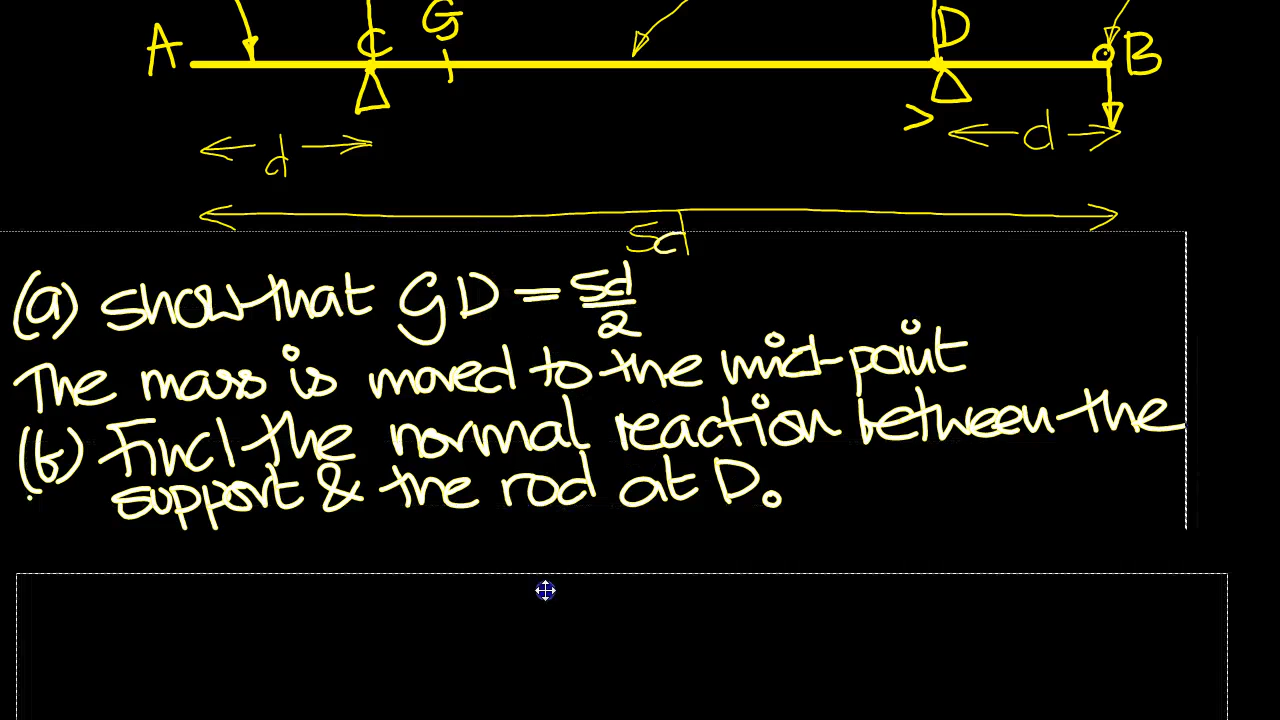 G
A C D B
d d
5d
(a) show that GD = 5d/2
The mass is moved to the mid-point
(b) Find the normal reaction between the
support & the rod at D.